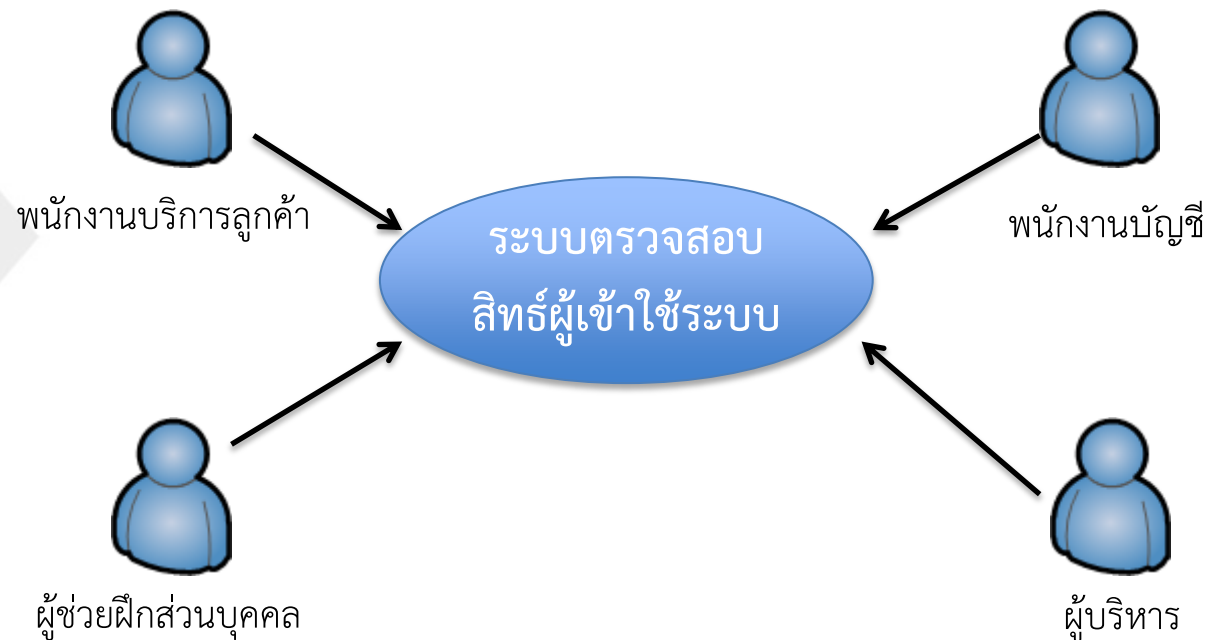 พนักงานบริการลูกค้า
พนักงานบัญชี
ระบบตรวจสอบ
สิทธ์ผู้เข้าใช้ระบบ
ผู้ช่วยฝึกส่วนบุคคล
ผู้บริหาร